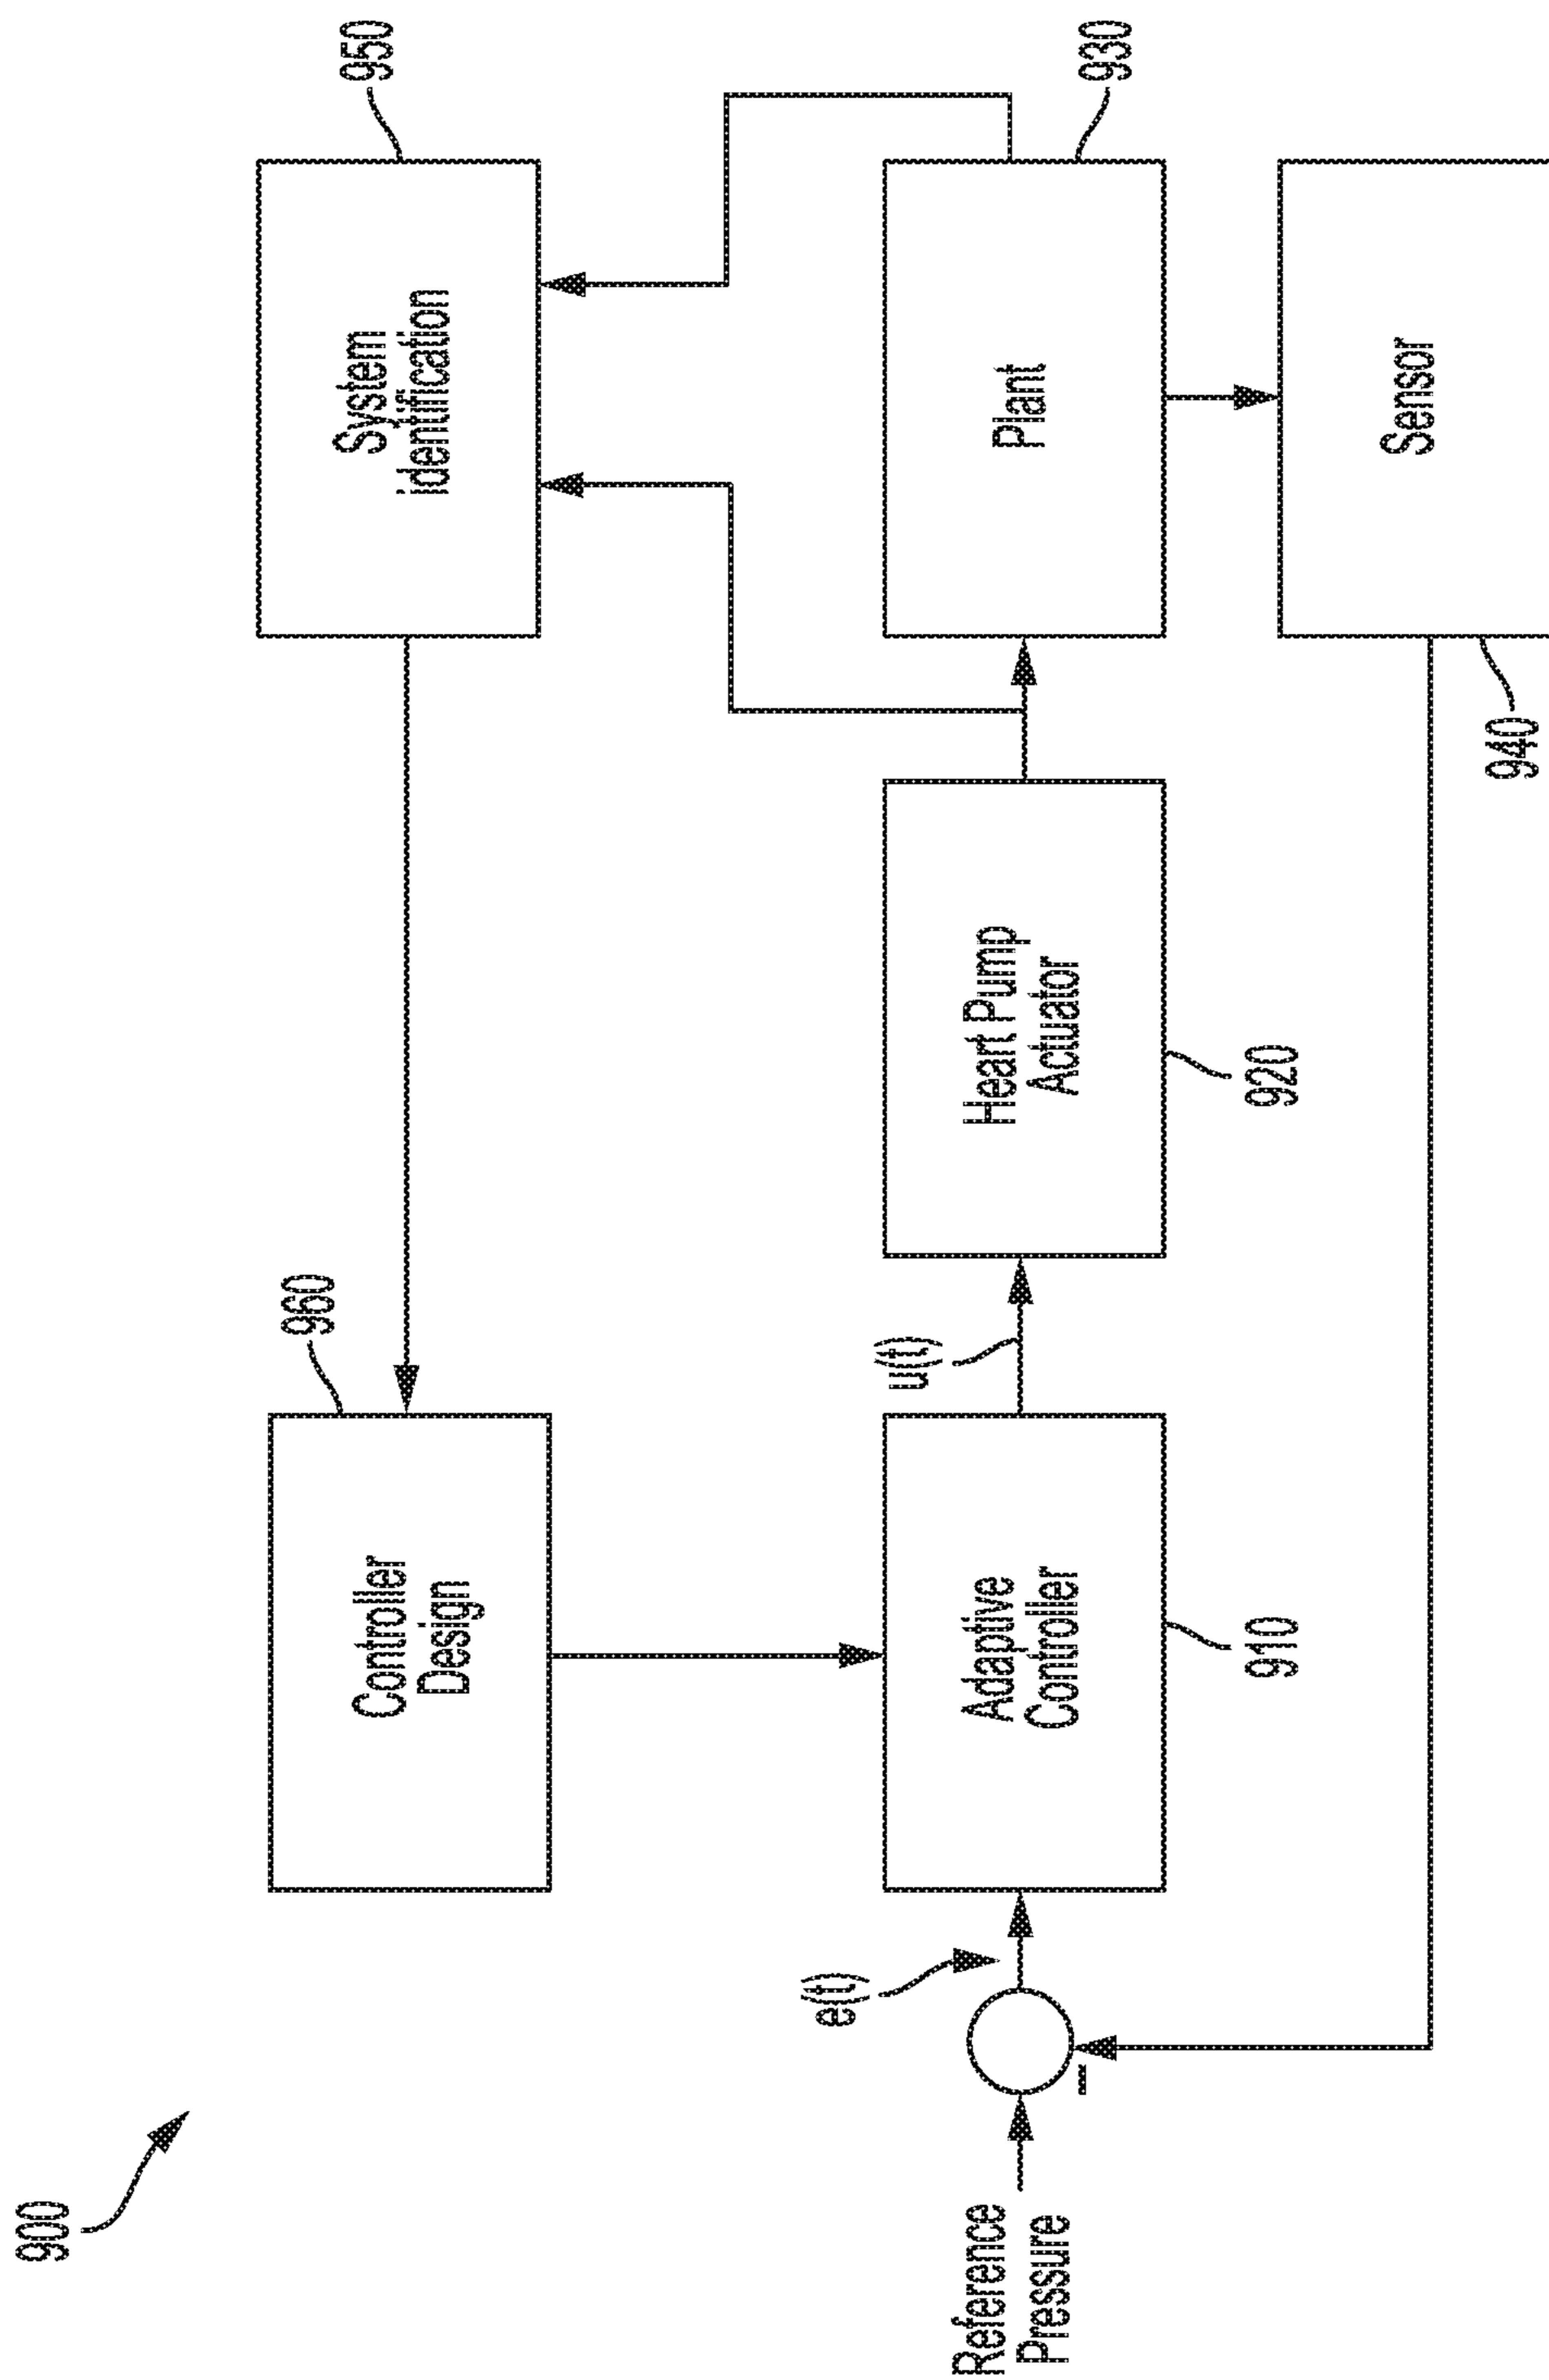 900
950
System
identification
960
Controller
Design
Reference
Pressure
e(t)
Adaptive
Controller
910
u(t)
Heart Pump
Actuator
920
Plant
930
–
Sensor
940